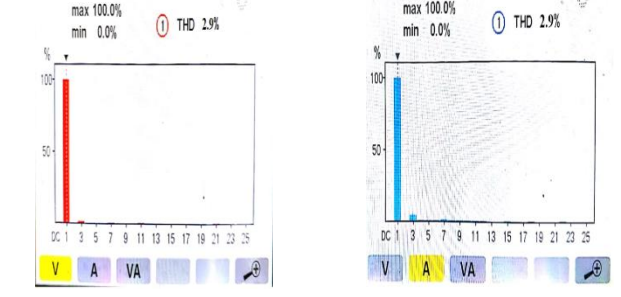 max 100.0%
min 0.0%
1 THD 2.9%
%
100
50
DC 1 3 5 7 9 11 13 15 17 19 21 23 25
V A VA
max 100.0%
min 0.0%
1 THD 2.9%
%
100
50
DC 1 3 5 7 9 11 13 15 17 19 21 23 25
V A VA